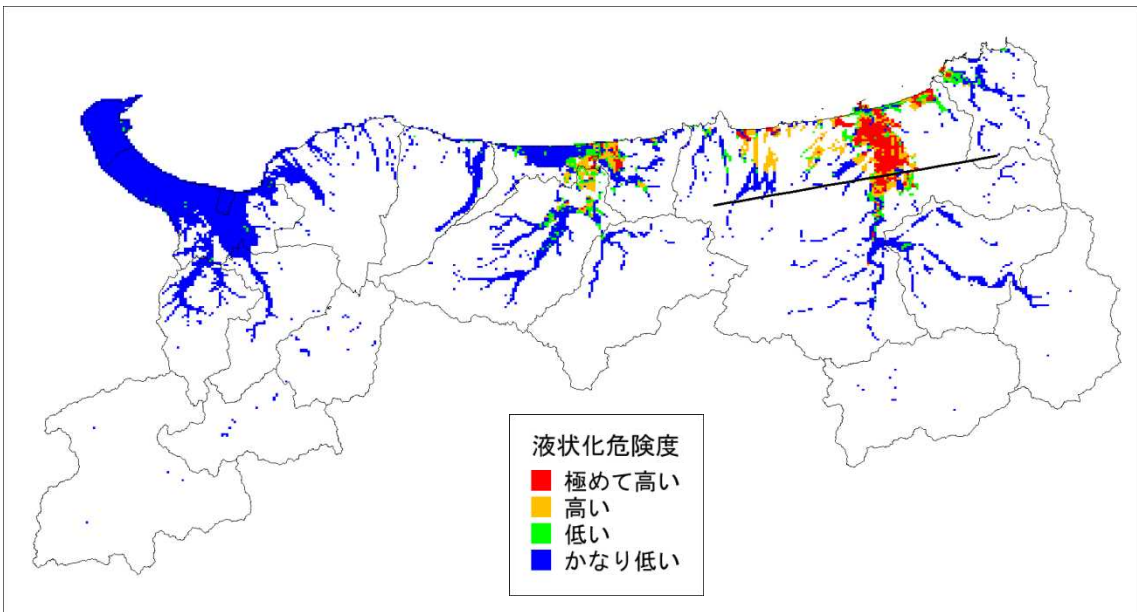 液状化危険度
極めて高い
高い
低い
かなり低い